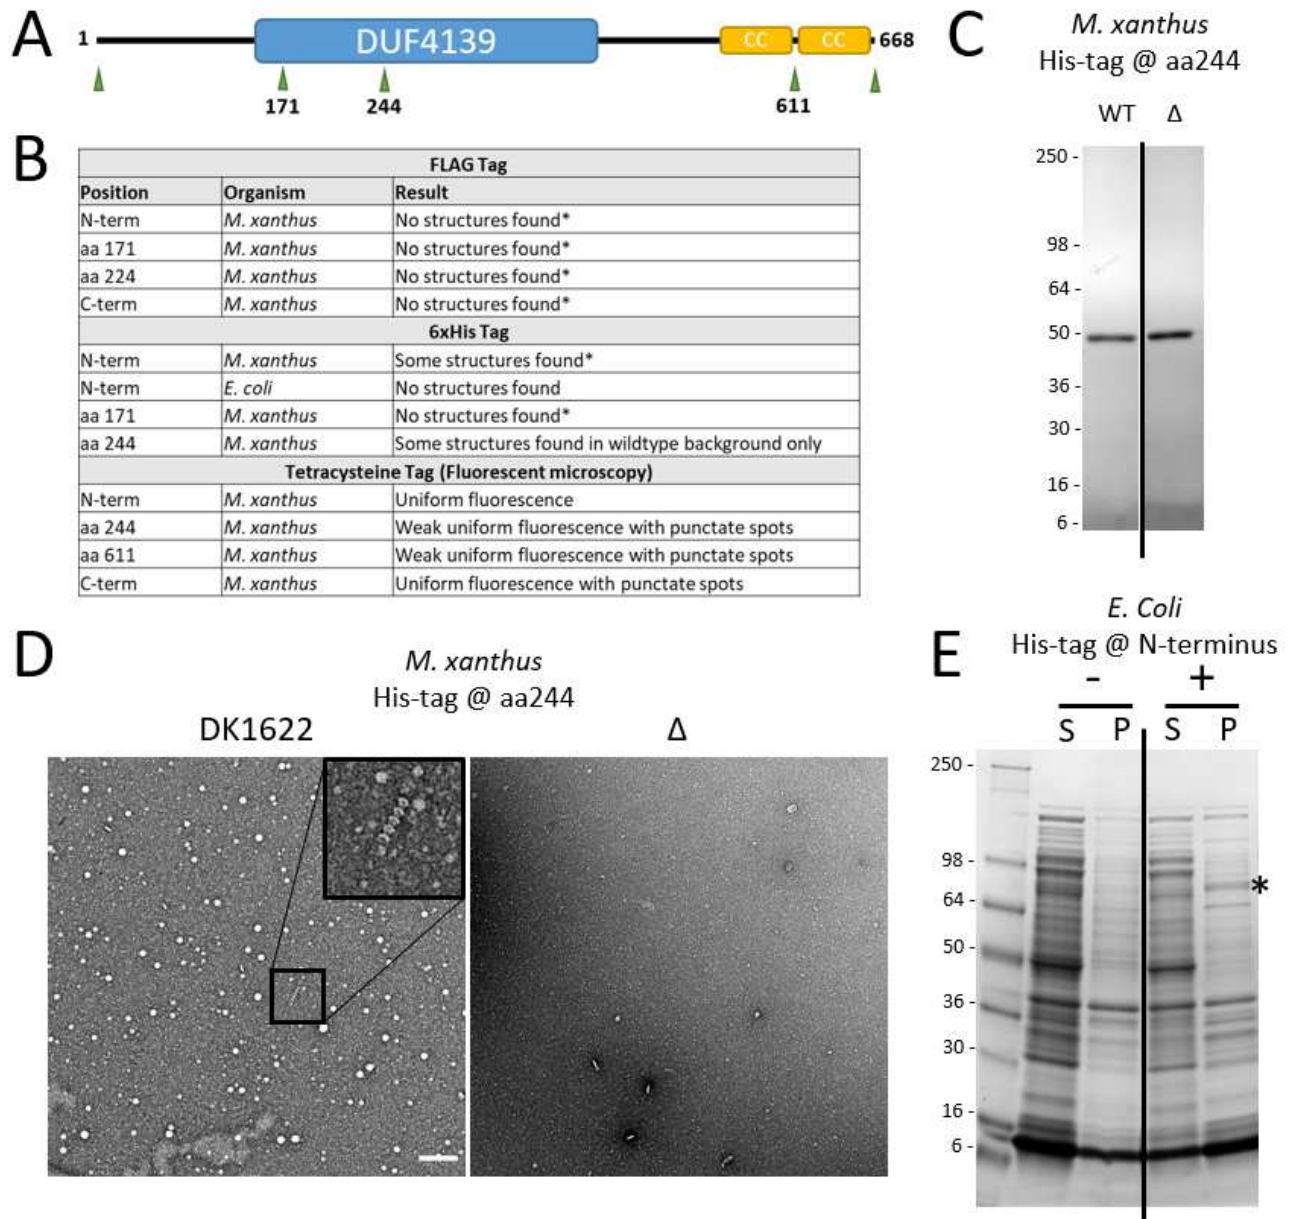 A
1
DUF4139
CC
CC
668
171
244
611
B
FLAG Tag
Position Organism Result
N-term M. xanthus No structures found*
aa 171 M. xanthus No structures found*
aa 224 M. xanthus No structures found*
C-term M. xanthus No structures found*
6xHis Tag
N-term M. xanthus Some structures found*
N-term E. coli No structures found
aa 171 M. xanthus No structures found*
aa 244 M. xanthus Some structures found in wildtype background only
Tetracysteine Tag (Fluorescent microscopy)
N-term M. xanthus Uniform fluorescence
aa 244 M. xanthus Weak uniform fluorescence with punctate spots
aa 611 M. xanthus Weak uniform fluorescence with punctate spots
C-term M. xanthus Uniform fluorescence with punctate spots
C
M. xanthus
His-tag @ aa244
WT Δ
250 -
98 -
64 -
50 -
36 -
30 -
16 -
6 -
D
M. xanthus
His-tag @ aa244
DK1622 Δ
E
E. Coli
His-tag @ N-terminus
- +
S P S P
250 -
98 -
*
64 -
50 -
36 -
30 -
16 -
6 -